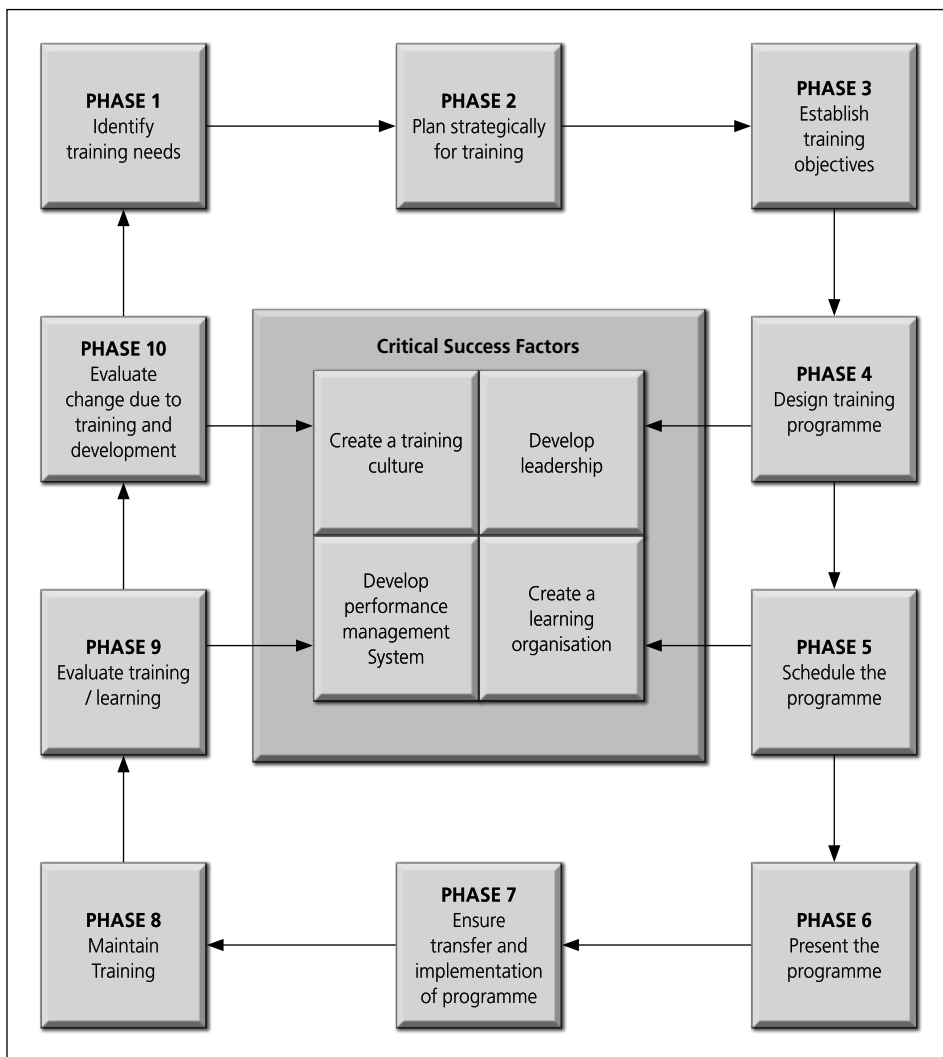 PHASE 1
Identify
training needs
PHASE 2
Plan strategically
for training
PHASE 3
Establish
training
objectives
PHASE 10
Evaluate
change due to
training and
development
Critical Success Factors
Create a training
culture
Develop
leadership
PHASE 4
Design training
programme
PHASE 9
Evaluate training
/ learning
Develop
performance
management
System
Create a
learning
organisation
PHASE 5
Schedule the
programme
PHASE 8
Maintain
Training
PHASE 7
Ensure
transfer and
implementation
of programme
PHASE 6
Present the
programme